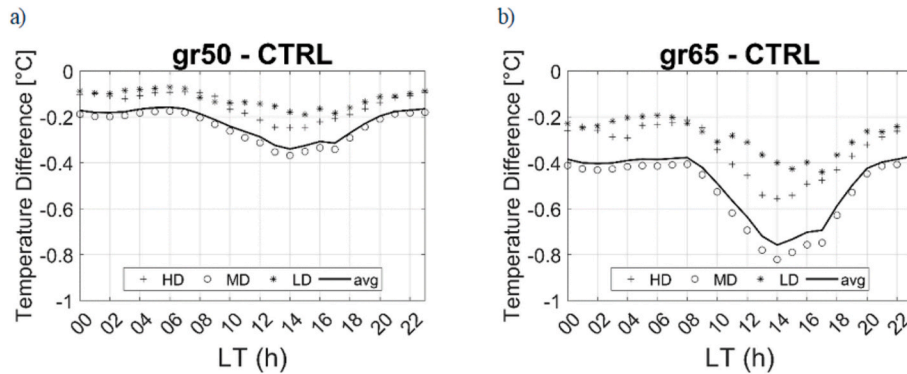 a)
gr50 - CTRL
Temperature Difference [°C]
0
-0.2
-0.4
-0.6
-0.8
-1
+ HD ○ MD * LD — avg
00 02 04 06 08 10 12 14 16 18 20 22
LT (h)
b)
gr65 - CTRL
Temperature Difference [°C]
0
-0.2
-0.4
-0.6
-0.8
-1
+ HD ○ MD * LD — avg
00 02 04 06 08 10 12 14 16 18 20 22
LT (h)